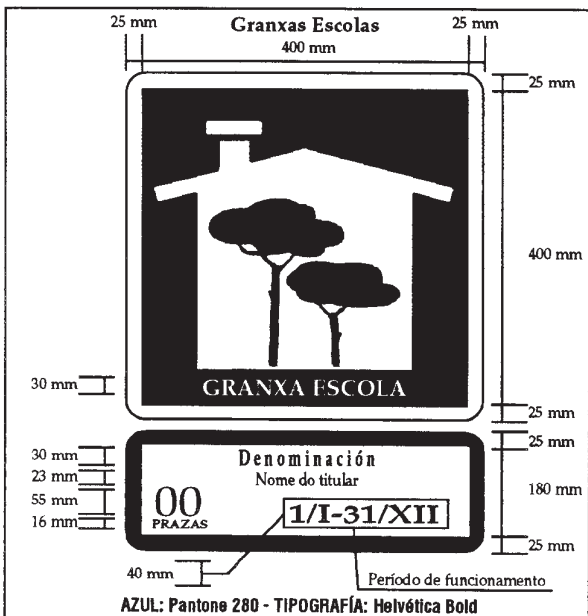 Granxas Escolas
25 mm 25 mm
400 mm
25 mm
400 mm
GRANXA ESCOLA
30 mm
25 mm
25 mm
Denominación
Nome do titular
30 mm
23 mm
55 mm
16 mm
00
PRAZAS
1/I-31/XII
180 mm
25 mm
40 mm
Período de funcionamento
AZUL: Pantone 280 - TIPOGRAFÍA: Helvética Bold